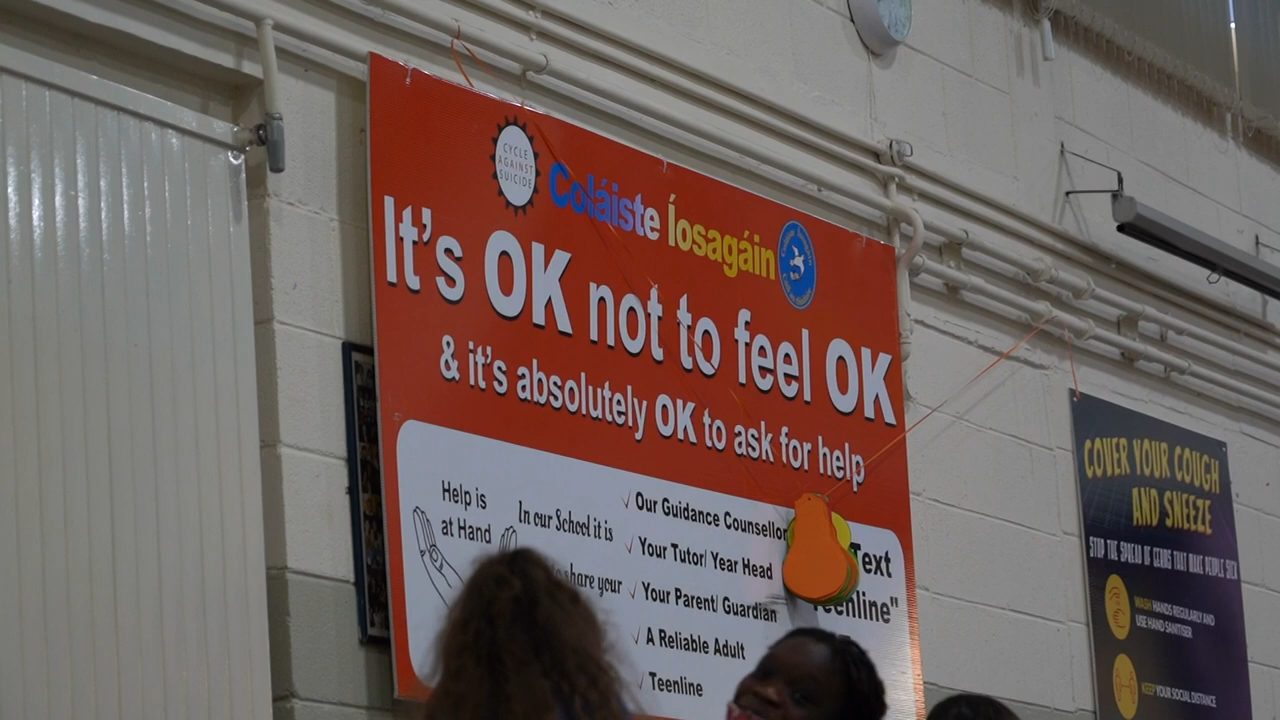 CYCLE
AGAINST
SUICIDE
Coláiste Íosagáin
It's OK not to feel OK
& it's absolutely OK to ask for help
Help is
at Hand
In our School it is
share your
✓ Our Guidance Counsellor
✓ Your Tutor/ Year Head
✓ Your Parent/ Guardian
✓ A Reliable Adult
✓ Teenline
Text
Teenline"
COVER YOUR COUGH
AND SNEEZE
STOP THE SPREAD OF GERMS THAT MAKE PEOPLE SICK
WASH HANDS REGULARLY AND
USE HAND SANITISER
KEEP YOUR SOCIAL DISTANCE